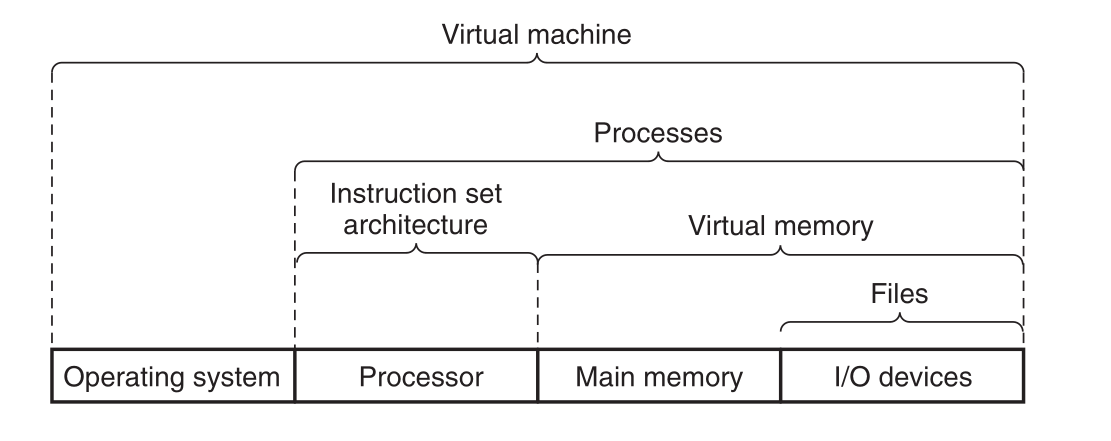 Virtual machine
Processes
Instruction set
architecture
Virtual memory
Files
Operating system
Processor
Main memory
I/O devices